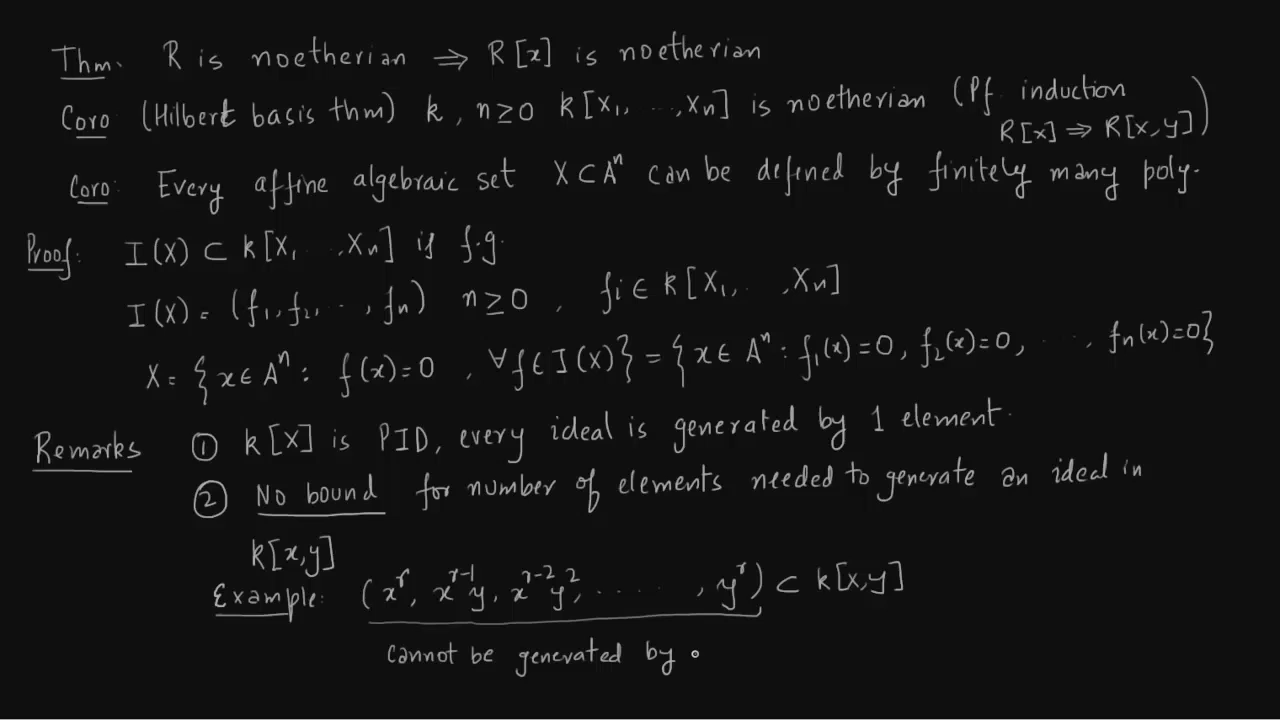 Thm. R is noetherian ⇒ R[x] is noetherian
Coro (Hilbert basis thm) k, n≥0 k[X₁, ..., Xₙ] is noetherian (Pf induction
R[x] ⇒ R[x,y])
Coro: Every affine algebraic set X⊂Aⁿ can be defined by finitely many poly.
Proof: I(X) ⊂ k[X₁ ..., Xₙ] is f.g.
I(X) = (f₁, f₂, ..., fₙ) n≥0, fi ∈ k[X₁, ..., Xₙ]
X = {x∈Aⁿ : f(x)=0, ∀f∈I(X)} = {x∈Aⁿ : f₁(x)=0, f₂(x)=0, ..., fₙ(x)=0}
Remarks ① k[X] is PID, every ideal is generated by 1 element.
② No bound for number of elements needed to generate an ideal in
k[x,y]
Example: (xʳ, xʳ⁻¹y, xʳ⁻²y², ....., yʳ) ⊂ k[x,y]
cannot be generated by